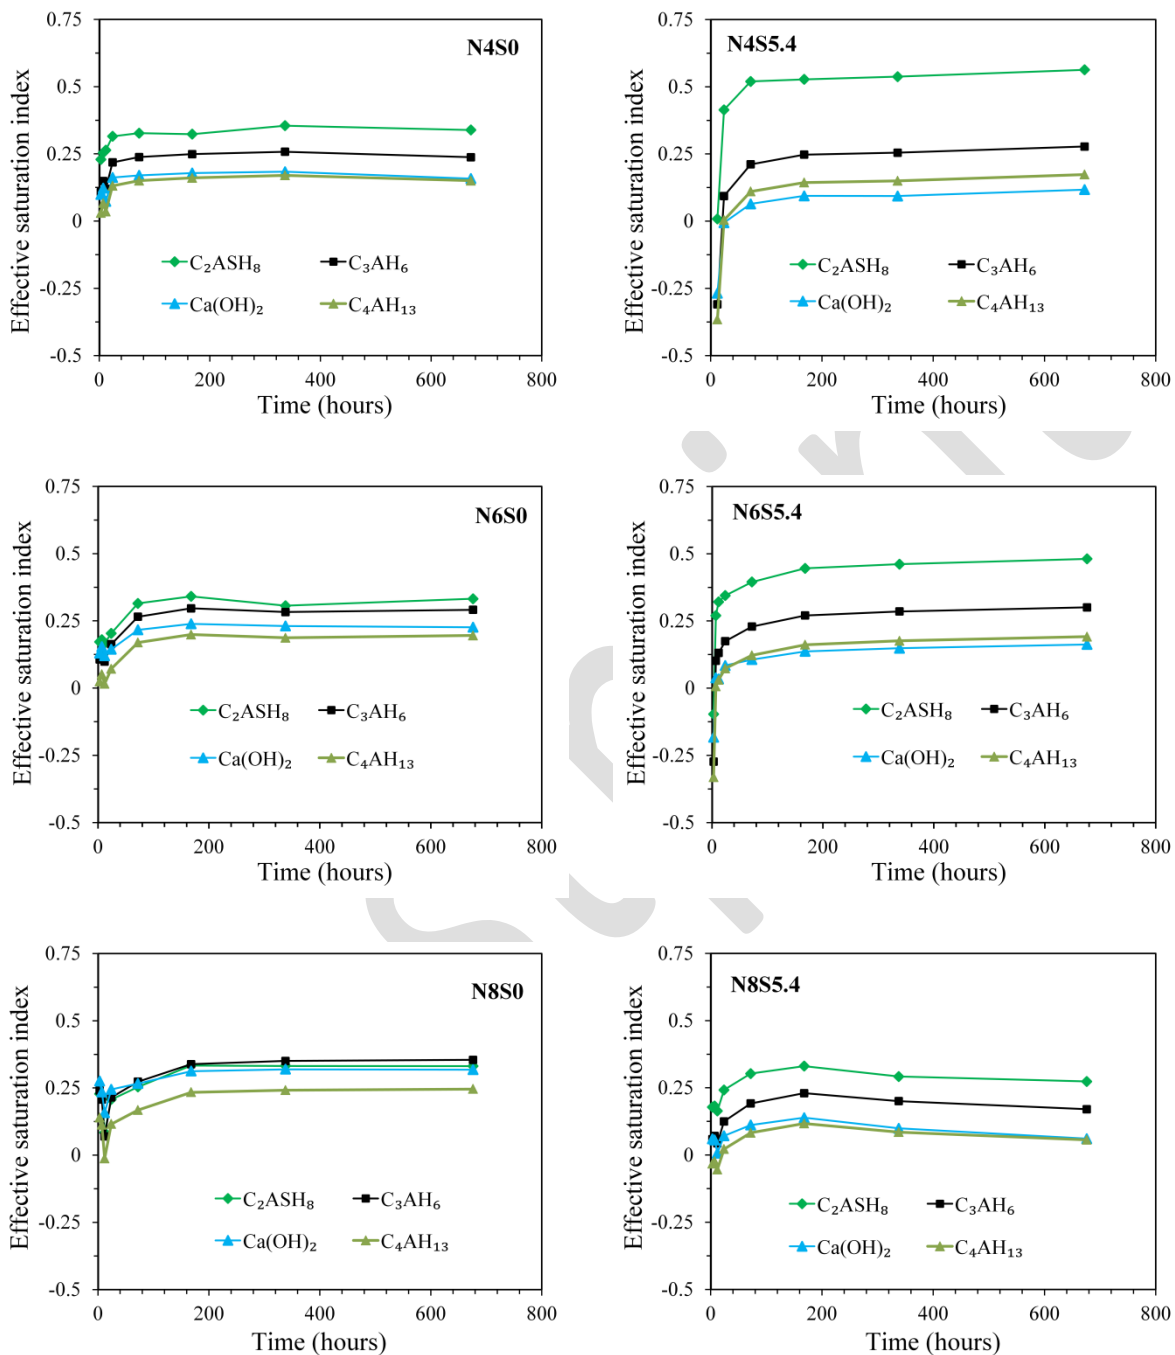 N4S0
Effective saturation index
0.75
0.5
0.25
0
-0.25
-0.5
C₂ASH₈
C₃AH₆
Ca(OH)₂
C₄AH₁₃
0 200 400 600 800
Time (hours)
N4S5.4
Effective saturation index
0.75
0.5
0.25
0
-0.25
-0.5
C₂ASH₈
C₃AH₆
Ca(OH)₂
C₄AH₁₃
0 200 400 600 800
Time (hours)
N6S0
Effective saturation index
0.75
0.5
0.25
0
-0.25
-0.5
C₂ASH₈
C₃AH₆
Ca(OH)₂
C₄AH₁₃
0 200 400 600 800
Time (hours)
N6S5.4
Effective saturation index
0.75
0.5
0.25
0
-0.25
-0.5
C₂ASH₈
C₃AH₆
Ca(OH)₂
C₄AH₁₃
0 200 400 600 800
Time (hours)
N8S0
Effective saturation index
0.75
0.5
0.25
0
-0.25
-0.5
C₂ASH₈
C₃AH₆
Ca(OH)₂
C₄AH₁₃
0 200 400 600 800
Time (hours)
N8S5.4
Effective saturation index
0.75
0.5
0.25
0
-0.25
-0.5
C₂ASH₈
C₃AH₆
Ca(OH)₂
C₄AH₁₃
0 200 400 600 800
Time (hours)